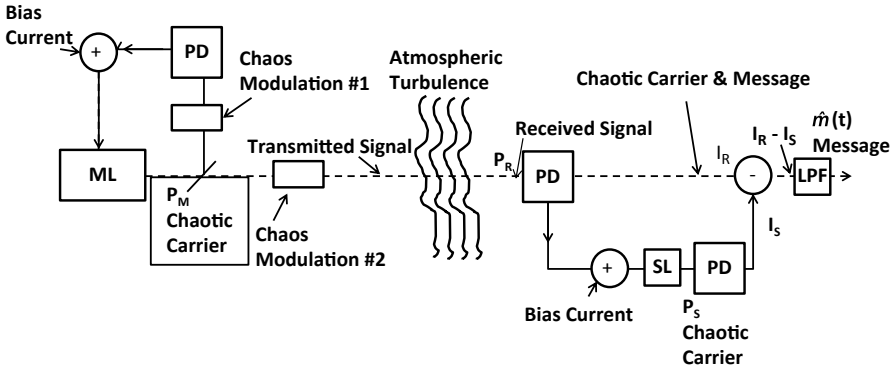 Bias
Current
+
PD
Chaos
Modulation #1
ML
P_M
Chaotic
Carrier
Transmitted Signal
Chaos
Modulation #2
Atmospheric
Turbulence
Received Signal
P_R
PD
Chaotic Carrier & Message
I_R
-
I_R - I_S
m̂(t)
Message
LPF
I_S
+
Bias Current
SL
PD
P_S
Chaotic
Carrier